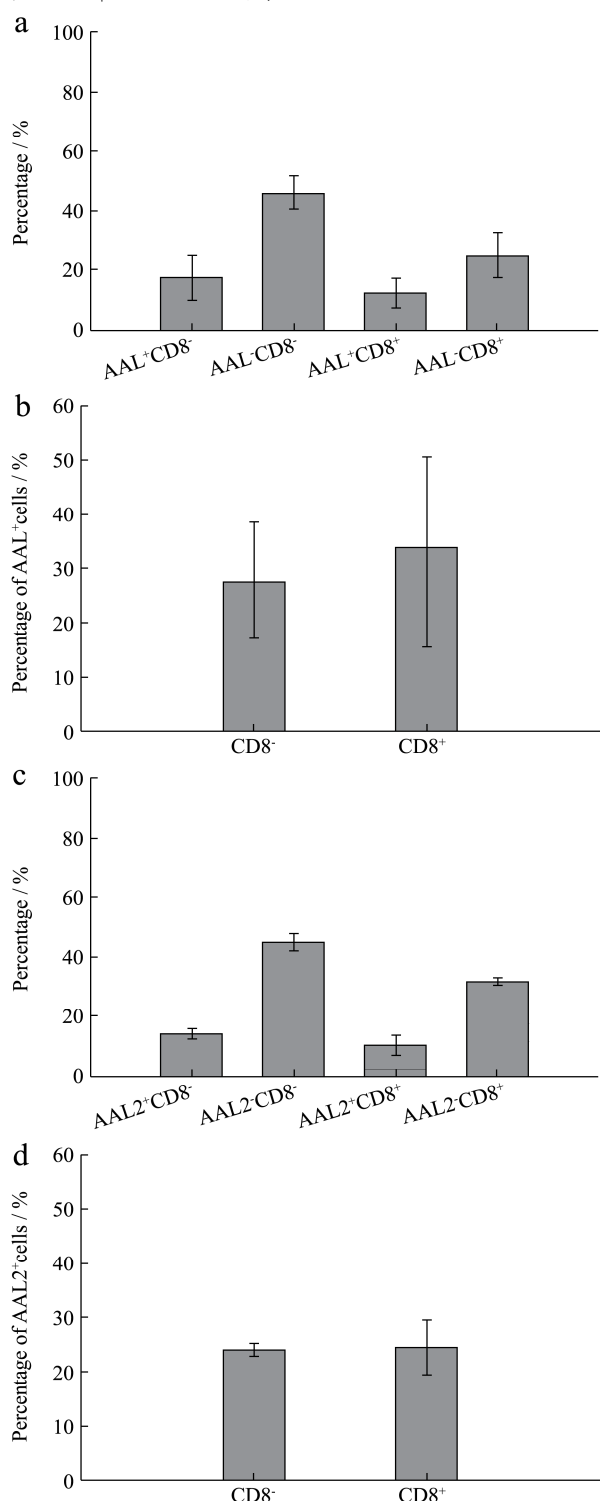 a
100
80
60
40
20
0
Percentage / %
AAL⁺CD8⁻
AAL⁻CD8⁻
AAL⁺CD8⁺
AAL⁻CD8⁺
b
60
50
40
30
20
10
0
Percentage of AAL⁺cells / %
CD8⁻
CD8⁺
c
100
80
60
40
20
0
Percentage / %
AAL2⁺CD8⁻
AAL2⁻CD8⁻
AAL2⁺CD8⁺
AAL2⁻CD8⁺
d
60
50
40
30
20
10
0
Percentage of AAL2⁺cells / %
CD8⁻
CD8⁺